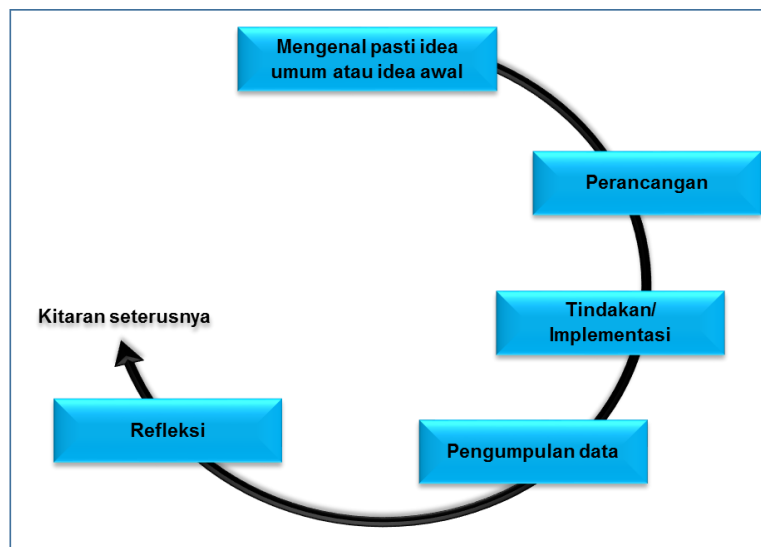 Mengenal pasti idea
umum atau idea awal
Perancangan
Tindakan/
Implementasi
Pengumpulan data
Refleksi
Kitaran seterusnya